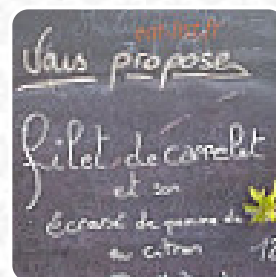 Vous propose
filet de carrelet
et son
écrasé de pomme de
au citron